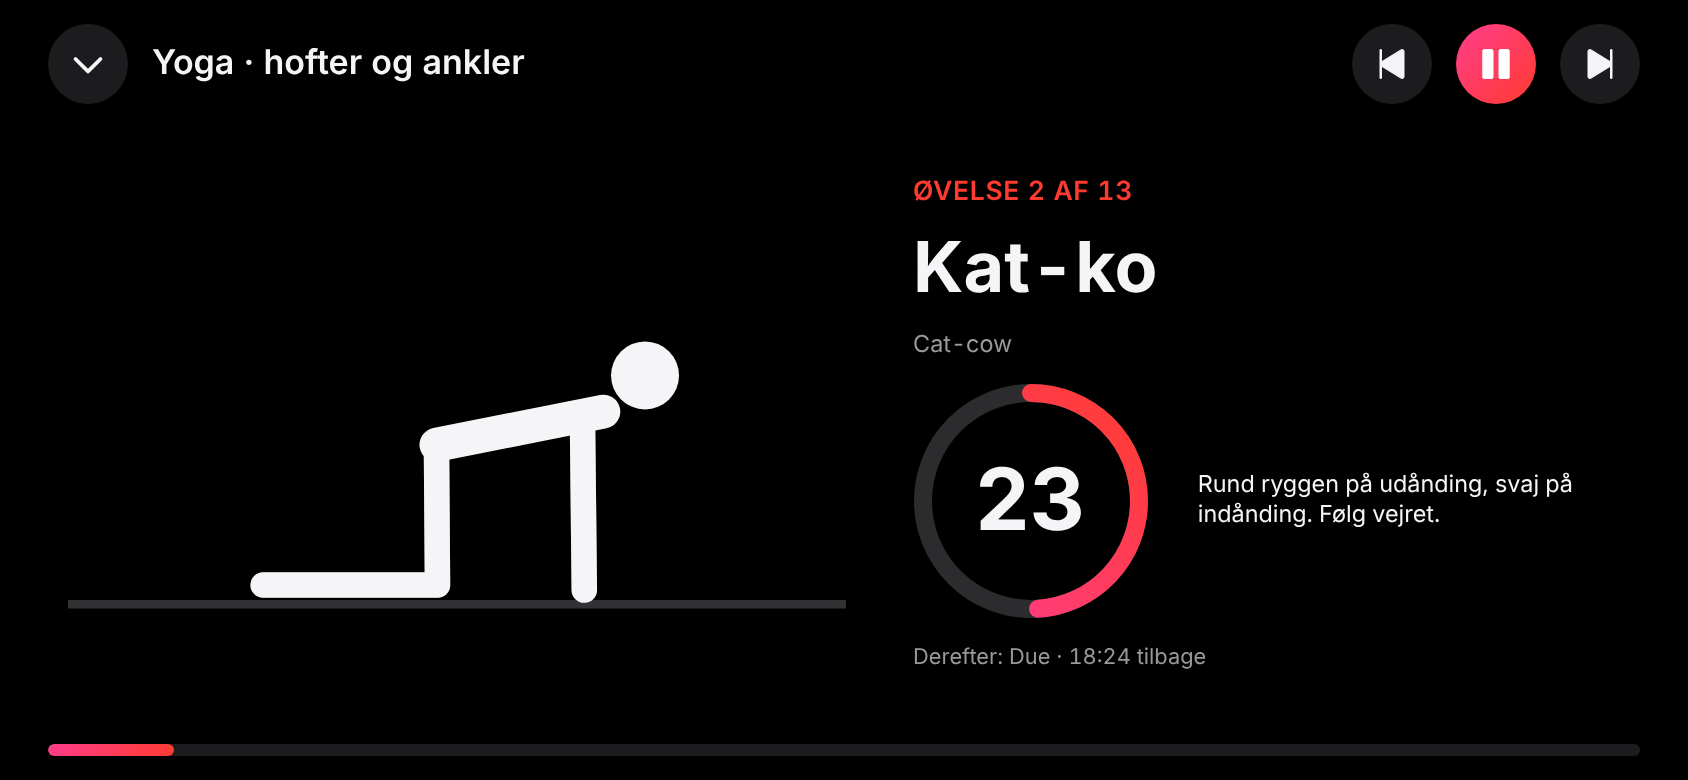 Yoga · hofter og ankler
ØVELSE 2 AF 13
Kat-ko
Cat-cow
23
Rund ryggen på udånding, svaj på
indånding. Følg vejret.
Derefter: Due · 18:24 tilbage